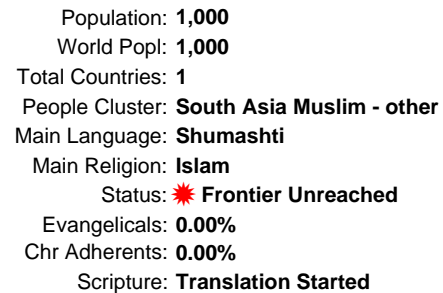 Population: 1,000
World Popl: 1,000
Total Countries: 1
People Cluster: South Asia Muslim - other
Main Language: Shumashti
Main Religion: Islam
Status: Frontier Unreached
Evangelicals: 0.00%
Chr Adherents: 0.00%
Scripture: Translation Started